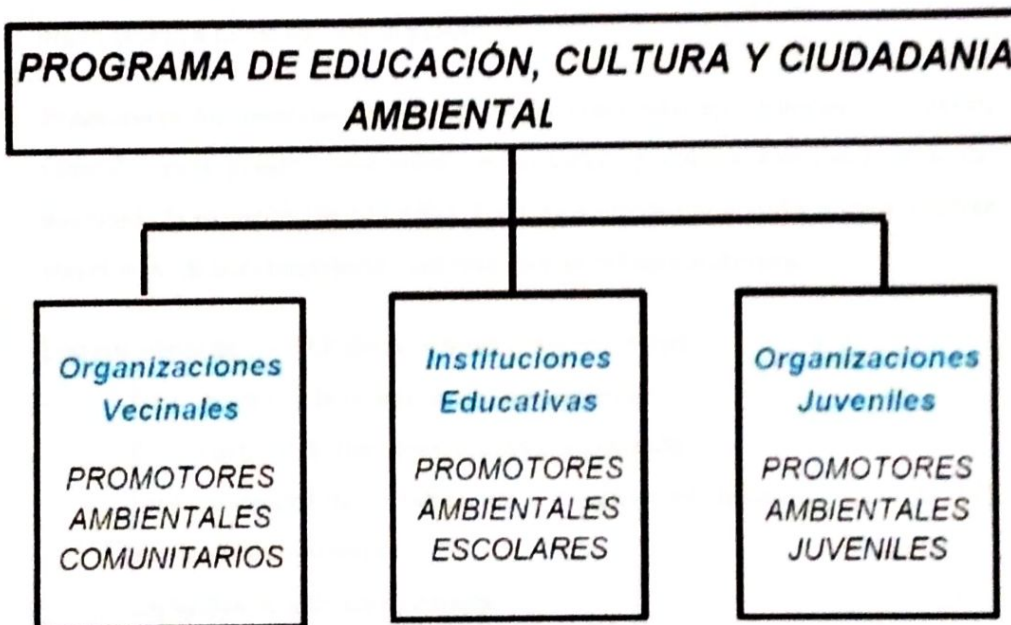 PROGRAMA DE EDUCACIÓN, CULTURA Y CIUDADANIA
AMBIENTAL
Organizaciones
Vecinales
PROMOTORES
AMBIENTALES
COMUNITARIOS
Instituciones
Educativas
PROMOTORES
AMBIENTALES
ESCOLARES
Organizaciones
Juveniles
PROMOTORES
AMBIENTALES
JUVENILES